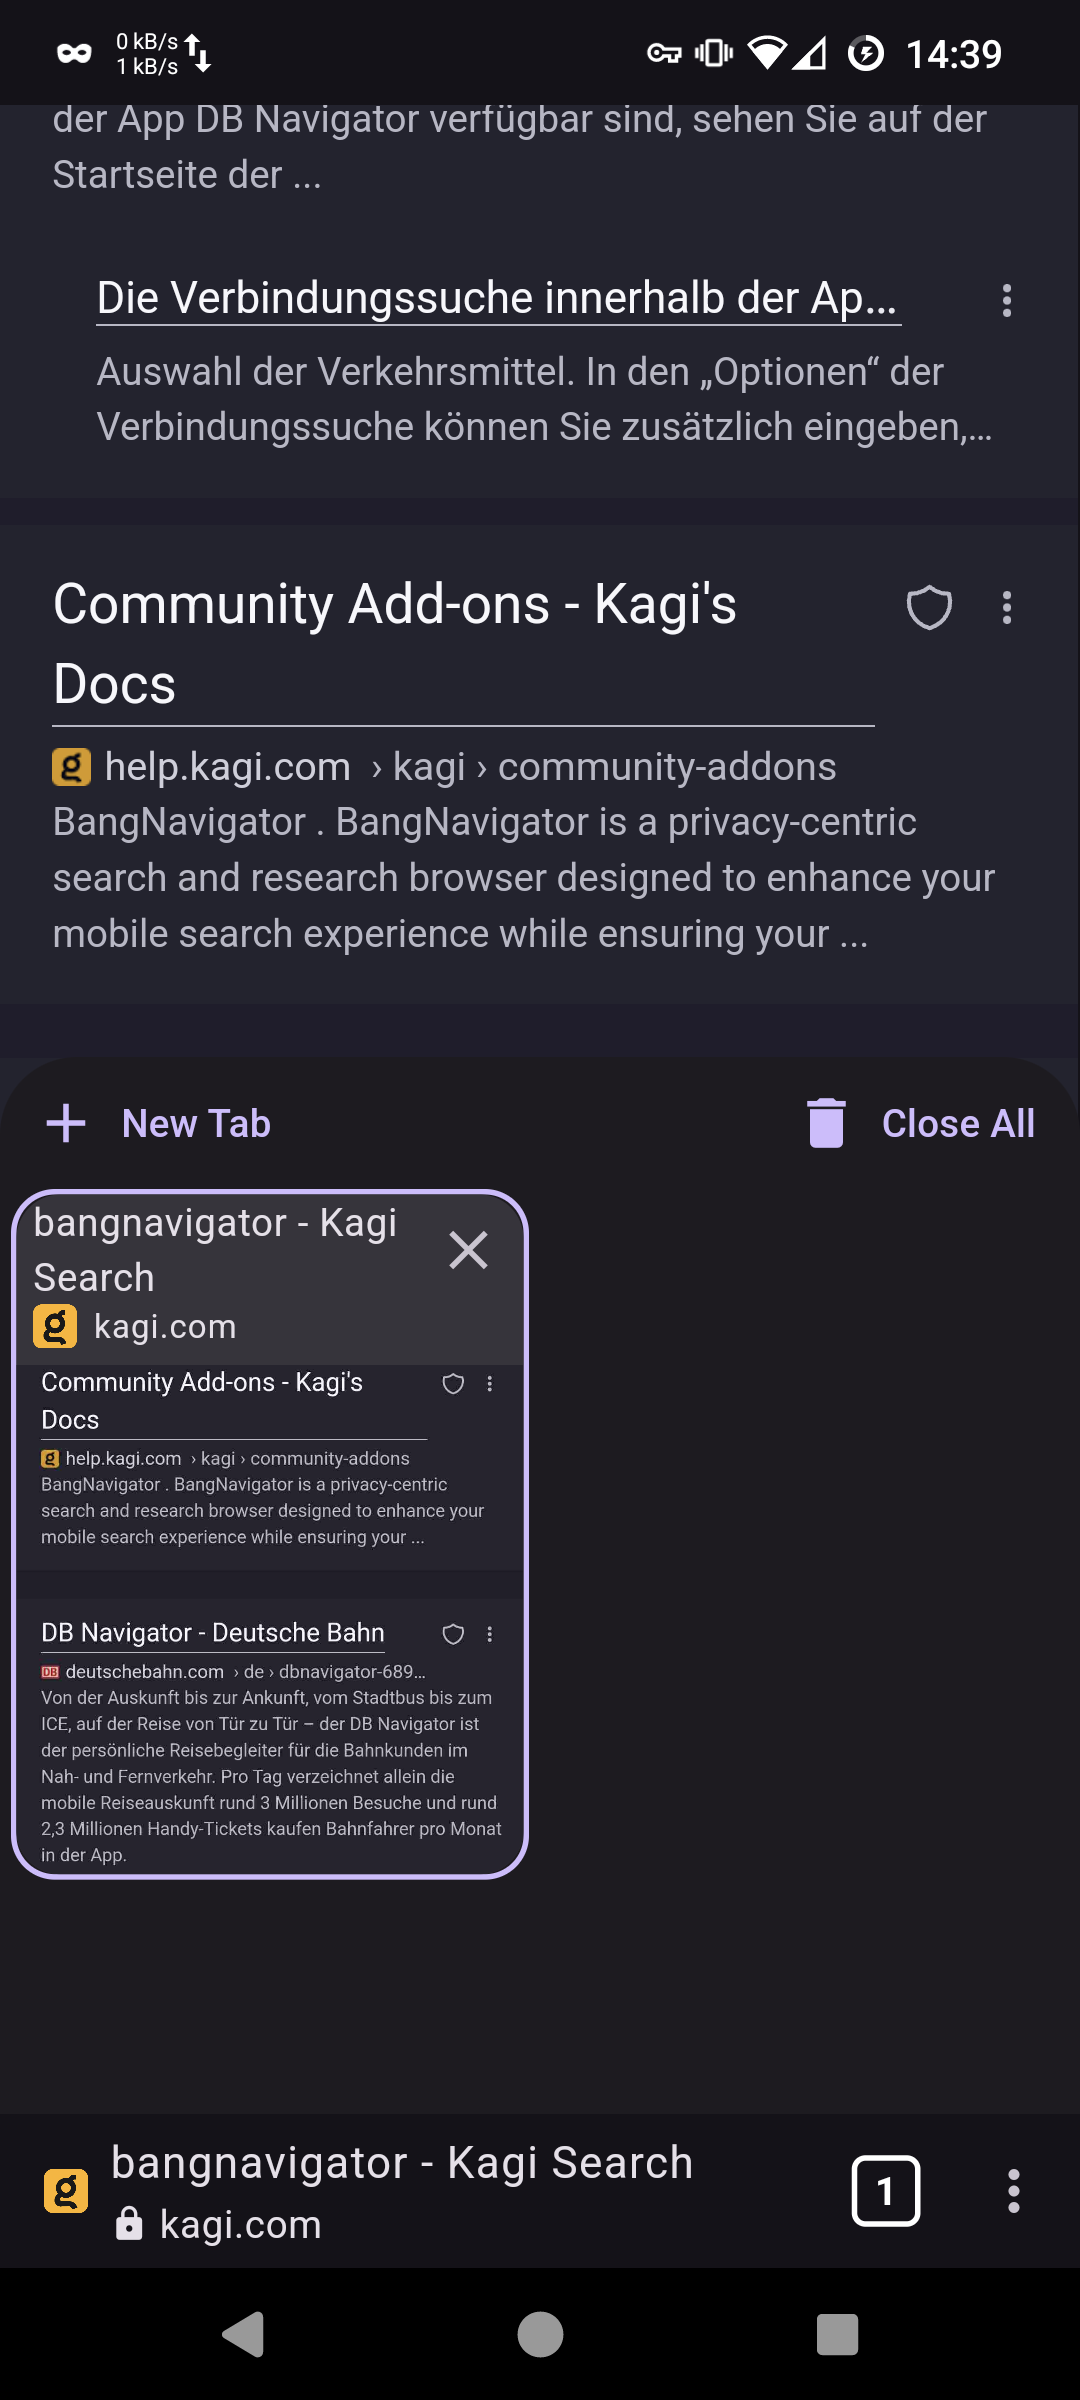 0 kB/s
1 kB/s
14:39
der App DB Navigator verfügbar sind, sehen Sie auf der
Startseite der ...
Die Verbindungssuche innerhalb der Ap...
Auswahl der Verkehrsmittel. In den „Optionen“ der
Verbindungssuche können Sie zusätzlich eingeben,...
Community Add-ons - Kagi's
Docs
help.kagi.com › kagi › community-addons
BangNavigator . BangNavigator is a privacy-centric
search and research browser designed to enhance your
mobile search experience while ensuring your ...
New Tab
Close All
bangnavigator - Kagi
Search
kagi.com
Community Add-ons - Kagi's
Docs
help.kagi.com › kagi › community-addons
BangNavigator . BangNavigator is a privacy-centric
search and research browser designed to enhance your
mobile search experience while ensuring your ...
DB Navigator - Deutsche Bahn
DB deutschebahn.com › de › dbnavigator-689...
Von der Auskunft bis zur Ankunft, vom Stadtbus bis zum
ICE, auf der Reise von Tür zu Tür – der DB Navigator ist
der persönliche Reisebegleiter für die Bahnkunden im
Nah- und Fernverkehr. Pro Tag verzeichnet allein die
mobile Reiseauskunft rund 3 Millionen Besuche und rund
2,3 Millionen Handy-Tickets kaufen Bahnfahrer pro Monat
in der App.
bangnavigator - Kagi Search
kagi.com
1